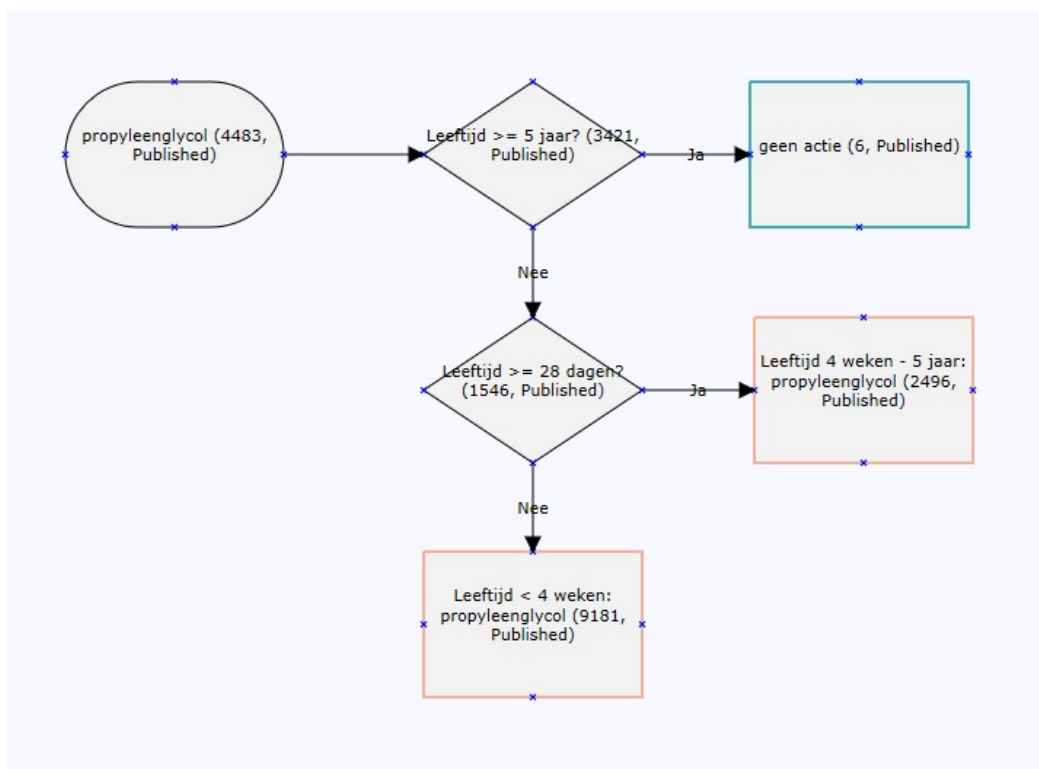 propyleenglycol (4483,
Published)
Leeftijd >= 5 jaar? (3421,
Published)
Ja
geen actie (6, Published)
Nee
Leeftijd >= 28 dagen?
(1546, Published)
Ja
Leeftijd 4 weken - 5 jaar:
propyleenglycol (2496,
Published)
Nee
Leeftijd < 4 weken:
propyleenglycol (9181,
Published)